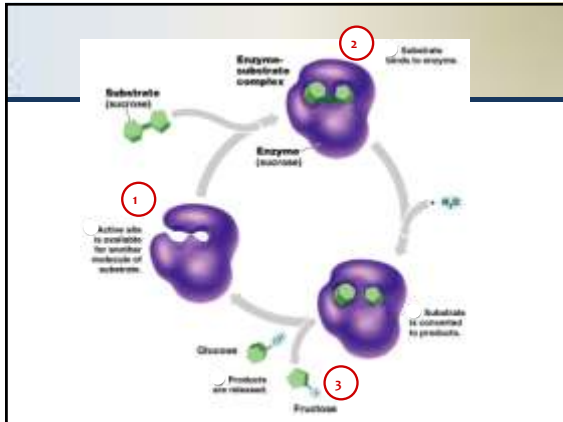 2
Substrate
binds to enzyme.
Enzyme-
substrate
complex
Substrate
(sucrose)
Enzyme
(sucrose)
1
Active site
is available
for another
molecule of
substrate.
+ H₂O
Substrate
is converted
to products.
Glucose
Products
are released.
3
Fructose